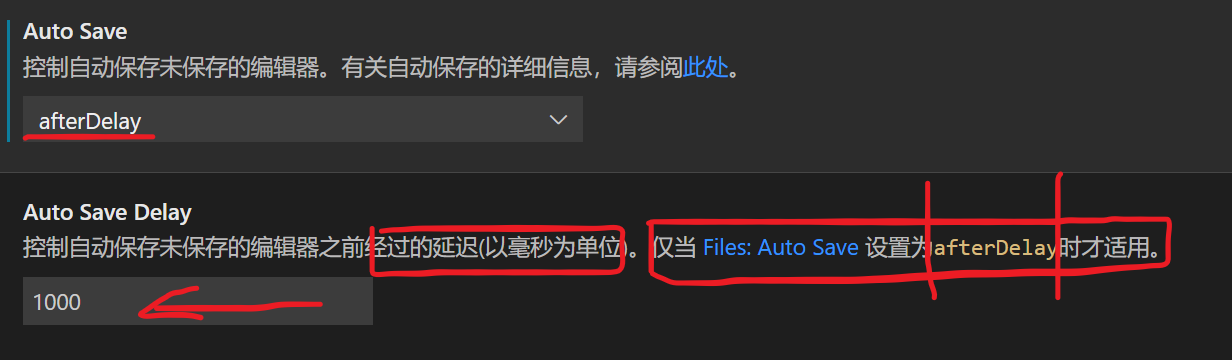 Auto Save
控制自动保存未保存的编辑器。有关自动保存的详细信息，请参阅此处。
afterDelay
Auto Save Delay
控制自动保存未保存的编辑器之前经过的延迟(以毫秒为单位)。仅当 Files: Auto Save 设置为afterDelay时才适用。
1000